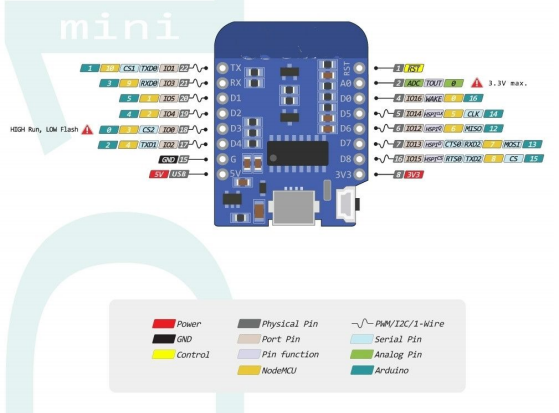 mini
1 10 CS1 TXD0 IO1 22 TX RST 1 RST
3 9 RXD0 IO3 21 RX A0 2 ADC TOUT 0 3.3V max.
5 1 IO5 20 D1 D0 4 IO16 WAKE 0 16
4 2 IO4 19 D2 D5 5 IO14 HSPI 5 CLK 14
HIGH Run, LOW Flash 0 3 CS2 IO0 18 D3 D6 6 IO12 HSPI 6 MISO 12
2 4 TXD1 IO2 17 D4 D7 7 IO13 HSPI CTS0 RXD2 7 MOSI 13
GND 15 G D8 16 IO15 HSPI RTS0 TXD2 8 CS 15
5V USB 5V 3V3 8 3V3
Power Physical Pin PWM/I2C/1-Wire
GND Port Pin Serial Pin
Control Pin function Analog Pin
NodeMCU Arduino